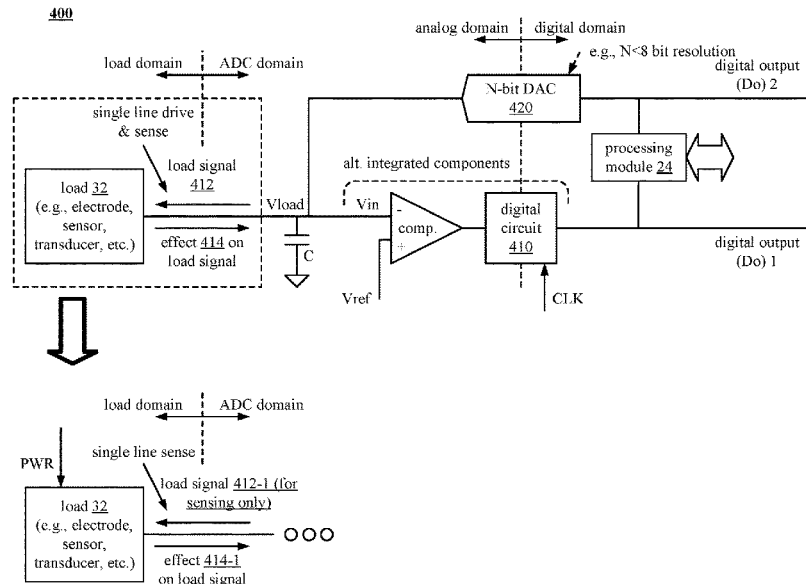 400
analog domain
digital domain
load domain
ADC domain
e.g., N<8 bit resolution
N-bit DAC
420
digital output
(Do) 2
single line drive
& sense
load signal
412
alt. integrated components
processing
module 24
load 32
(e.g., electrode,
sensor,
transducer, etc.)
Vload
Vin
-
comp.
+
digital
circuit
410
effect 414 on
load signal
C
digital output
(Do) 1
Vref
CLK
load domain
ADC domain
PWR
single line sense
load signal 412-1 (for
sensing only)
load 32
(e.g., electrode,
sensor,
transducer, etc.)
effect 414-1
on load signal